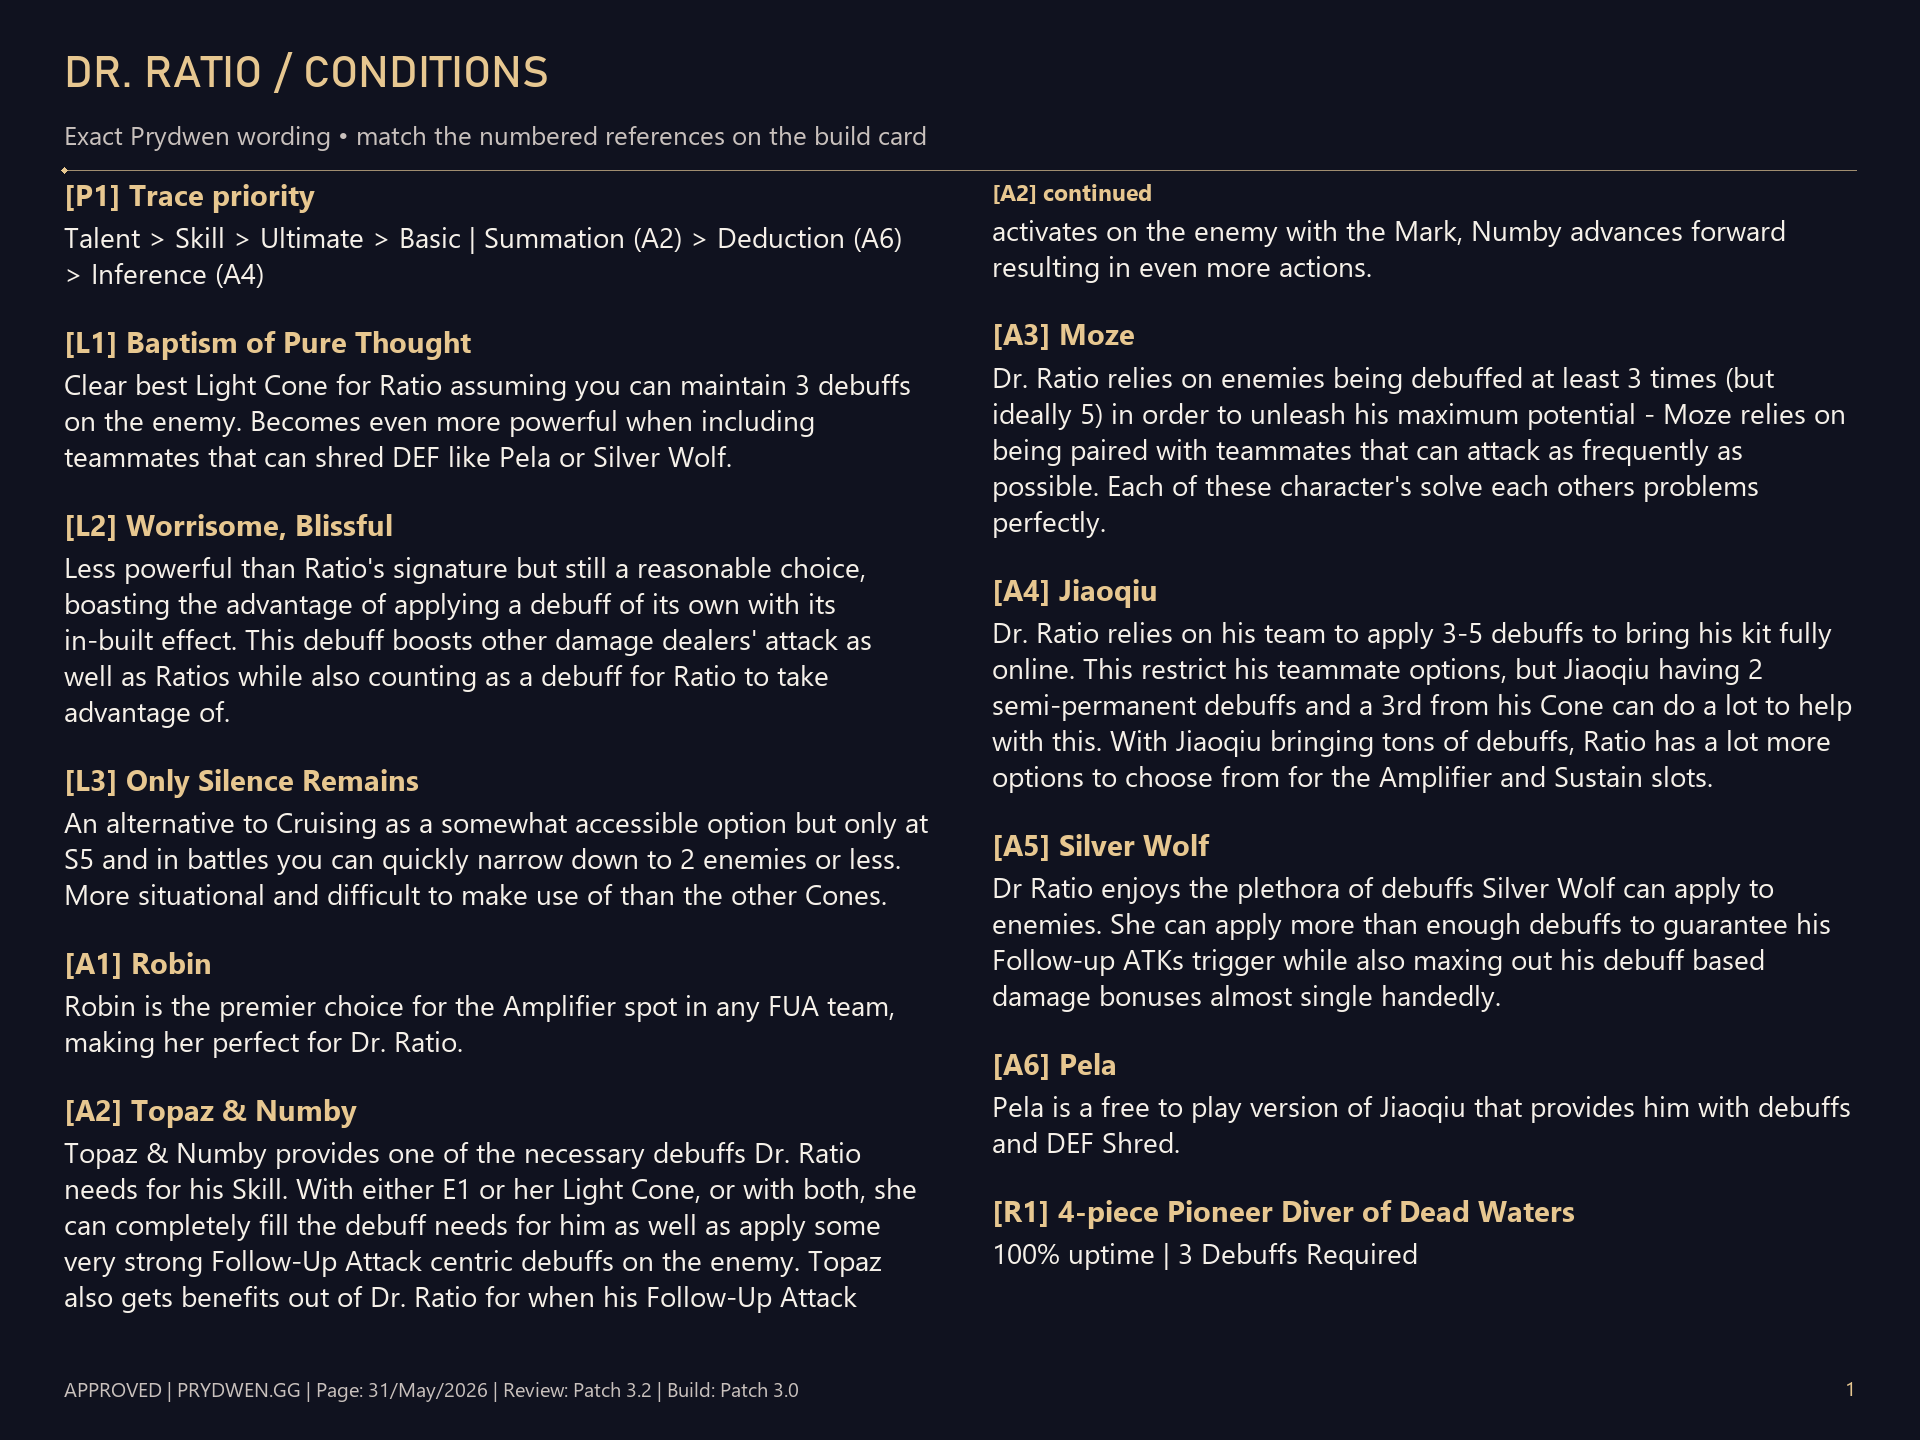 DR. RATIO / CONDITIONS
Exact Prydwen wording • match the numbered references on the build card
[P1] Trace priority
Talent > Skill > Ultimate > Basic | Summation (A2) > Deduction (A6)
> Inference (A4)
[L1] Baptism of Pure Thought
Clear best Light Cone for Ratio assuming you can maintain 3 debuffs
on the enemy. Becomes even more powerful when including
teammates that can shred DEF like Pela or Silver Wolf.
[L2] Worrisome, Blissful
Less powerful than Ratio's signature but still a reasonable choice,
boasting the advantage of applying a debuff of its own with its
in-built effect. This debuff boosts other damage dealers' attack as
well as Ratios while also counting as a debuff for Ratio to take
advantage of.
[L3] Only Silence Remains
An alternative to Cruising as a somewhat accessible option but only at
S5 and in battles you can quickly narrow down to 2 enemies or less.
More situational and difficult to make use of than the other Cones.
[A1] Robin
Robin is the premier choice for the Amplifier spot in any FUA team,
making her perfect for Dr. Ratio.
[A2] Topaz & Numby
Topaz & Numby provides one of the necessary debuffs Dr. Ratio
needs for his Skill. With either E1 or her Light Cone, or with both, she
can completely fill the debuff needs for him as well as apply some
very strong Follow-Up Attack centric debuffs on the enemy. Topaz
also gets benefits out of Dr. Ratio for when his Follow-Up Attack
[A2] continued
activates on the enemy with the Mark, Numby advances forward
resulting in even more actions.
[A3] Moze
Dr. Ratio relies on enemies being debuffed at least 3 times (but
ideally 5) in order to unleash his maximum potential - Moze relies on
being paired with teammates that can attack as frequently as
possible. Each of these character's solve each others problems
perfectly.
[A4] Jiaoqiu
Dr. Ratio relies on his team to apply 3-5 debuffs to bring his kit fully
online. This restrict his teammate options, but Jiaoqiu having 2
semi-permanent debuffs and a 3rd from his Cone can do a lot to help
with this. With Jiaoqiu bringing tons of debuffs, Ratio has a lot more
options to choose from for the Amplifier and Sustain slots.
[A5] Silver Wolf
Dr Ratio enjoys the plethora of debuffs Silver Wolf can apply to
enemies. She can apply more than enough debuffs to guarantee his
Follow-up ATKs trigger while also maxing out his debuff based
damage bonuses almost single handedly.
[A6] Pela
Pela is a free to play version of Jiaoqiu that provides him with debuffs
and DEF Shred.
[R1] 4-piece Pioneer Diver of Dead Waters
100% uptime | 3 Debuffs Required
APPROVED | PRYDWEN.GG | Page: 31/May/2026 | Review: Patch 3.2 | Build: Patch 3.0
1